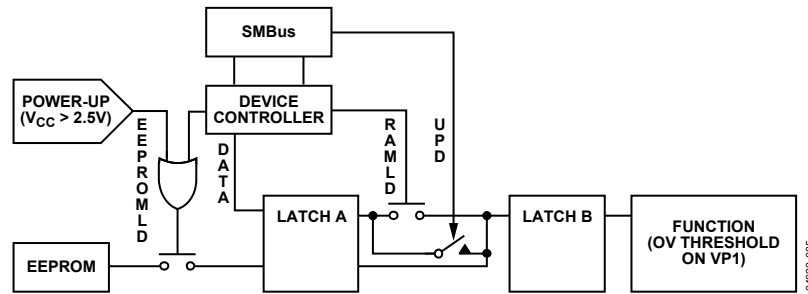 SMBus
POWER-UP
(VCC > 2.5V)
EEPROMLD
DATA
DEVICE
CONTROLLER
RAMLD
UPD
LATCH A
LATCH B
FUNCTION
(OV THRESHOLD
ON VP1)
EEPROM